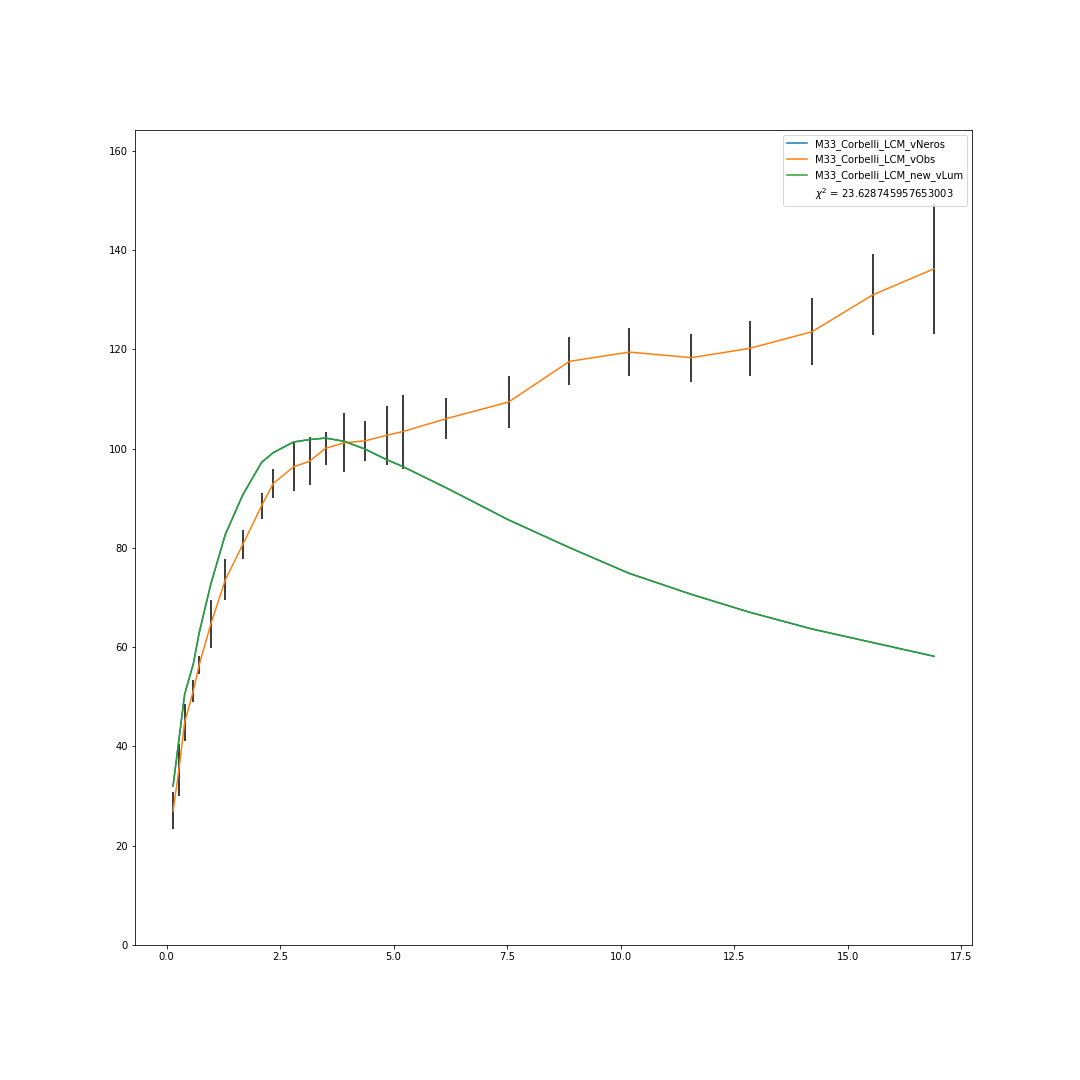 M33_Corbelli_LCM_vNeros
M33_Corbelli_LCM_vObs
M33_Corbelli_LCM_new_vLum
χ² = 23.628745957653003
160
140
120
100
80
60
40
20
0
0.0 2.5 5.0 7.5 10.0 12.5 15.0 17.5